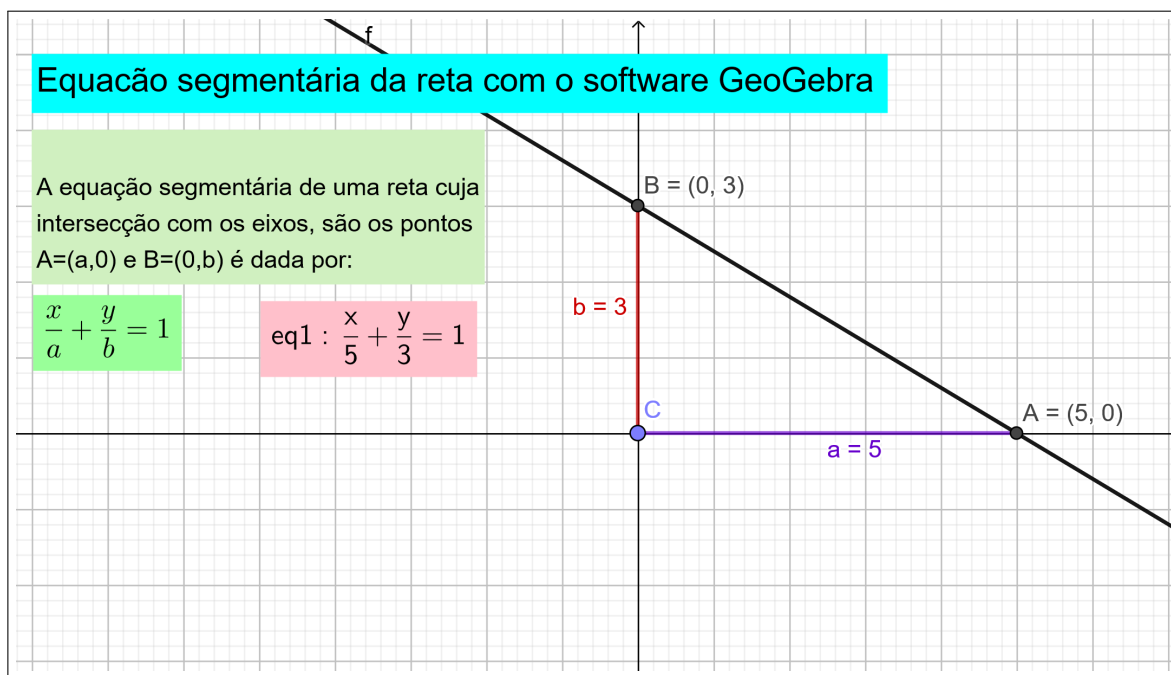 f
Equacão segmentária da reta com o software GeoGebra
A equação segmentária de uma reta cuja
intersecção com os eixos, são os pontos
A=(a,0) e B=(0,b) é dada por:
x/a + y/b = 1
eq1 : x/5 + y/3 = 1
B = (0, 3)
b = 3
C
A = (5, 0)
a = 5